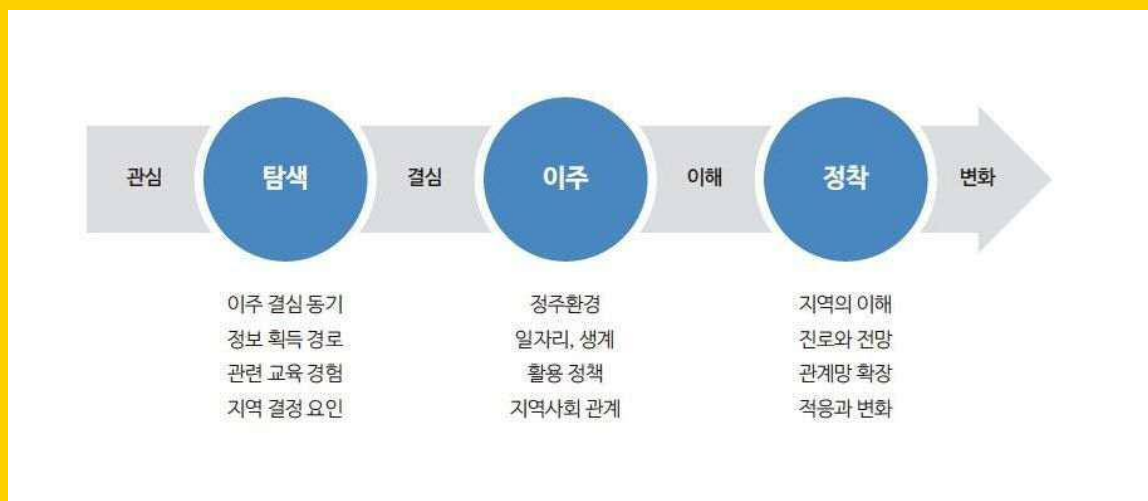 관심
탐색
결심
이주
이해
정착
변화
이주 결심 동기
정보 획득 경로
관련 교육 경험
지역 결정 요인
정주환경
일자리, 생계
활용 정책
지역사회 관계
지역의 이해
진로와 전망
관계망 확장
적응과 변화